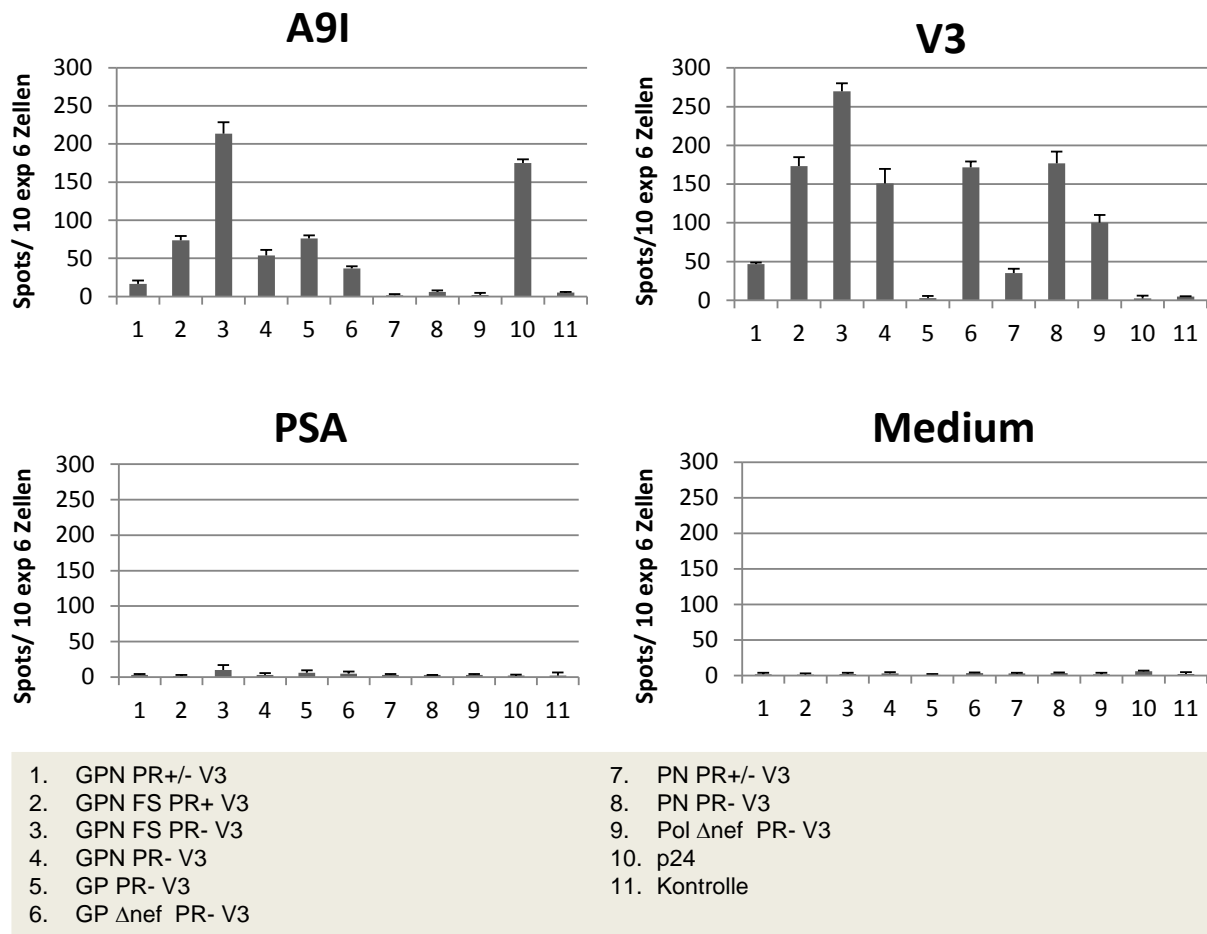 A9I
Spots/ 10 exp 6 Zellen
300
250
200
150
100
50
0
1 2 3 4 5 6 7 8 9 10 11
V3
Spots/10 exp 6 Zellen
300
250
200
150
100
50
0
1 2 3 4 5 6 7 8 9 10 11
PSA
Spots/ 10 exp 6 Zellen
300
250
200
150
100
50
0
1 2 3 4 5 6 7 8 9 10 11
Medium
Spots/ 10 exp 6 Zellen
300
250
200
150
100
50
0
1 2 3 4 5 6 7 8 9 10 11
1. GPN PR+/- V3
2. GPN FS PR+ V3
3. GPN FS PR- V3
4. GPN PR- V3
5. GP PR- V3
6. GP Δnef PR- V3
7. PN PR+/- V3
8. PN PR- V3
9. Pol Δnef PR- V3
10. p24
11. Kontrolle